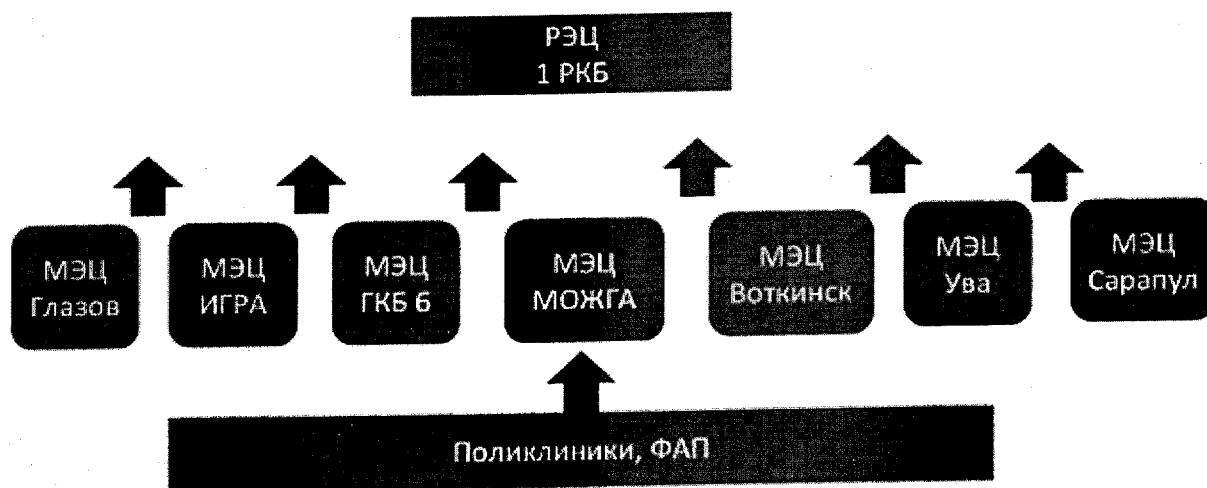 РЭЦ
1 РКБ
МЭЦ
Глазов
МЭЦ
ИГРА
МЭЦ
ГКБ 6
МЭЦ
МОЖГА
МЭЦ
Воткинск
МЭЦ
Ува
МЭЦ
Сарапул
Поликлиники, ФАП